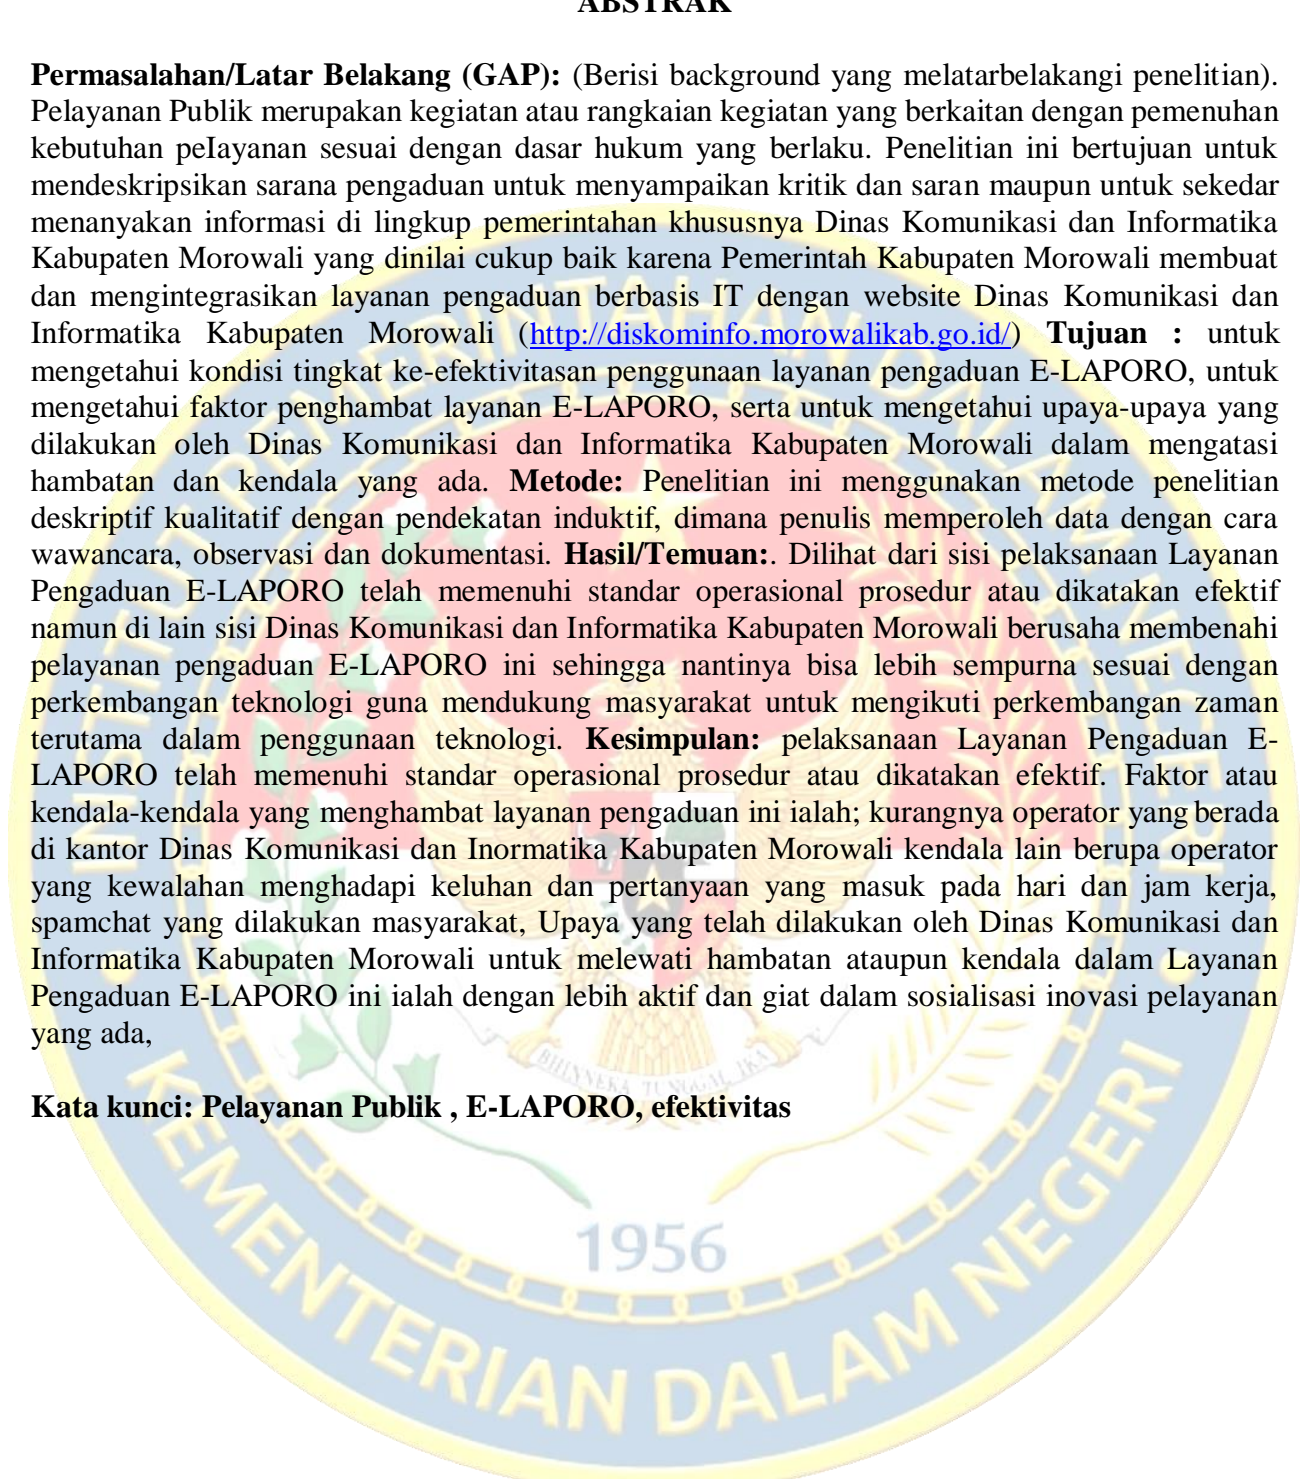 ABSTRAK
Permasalahan/Latar Belakang (GAP): (Berisi background yang melatarbelakangi penelitian).
Pelayanan Publik merupakan kegiatan atau rangkaian kegiatan yang berkaitan dengan pemenuhan
kebutuhan peIayanan sesuai dengan dasar hukum yang berlaku. Penelitian ini bertujuan untuk
mendeskripsikan sarana pengaduan untuk menyampaikan kritik dan saran maupun untuk sekedar
menanyakan informasi di lingkup pemerintahan khususnya Dinas Komunikasi dan Informatika
Kabupaten Morowali yang dinilai cukup baik karena Pemerintah Kabupaten Morowali membuat
dan mengintegrasikan layanan pengaduan berbasis IT dengan website Dinas Komunikasi dan
Informatika Kabupaten Morowali (http://diskominfo.morowalikab.go.id/) Tujuan : untuk
mengetahui kondisi tingkat ke-efektivitasan penggunaan layanan pengaduan E-LAPORO, untuk
mengetahui faktor penghambat layanan E-LAPORO, serta untuk mengetahui upaya-upaya yang
dilakukan oleh Dinas Komunikasi dan Informatika Kabupaten Morowali dalam mengatasi
hambatan dan kendala yang ada. Metode: Penelitian ini menggunakan metode penelitian
deskriptif kualitatif dengan pendekatan induktif, dimana penulis memperoleh data dengan cara
wawancara, observasi dan dokumentasi. Hasil/Temuan:. Dilihat dari sisi pelaksanaan Layanan
Pengaduan E-LAPORO telah memenuhi standar operasional prosedur atau dikatakan efektif
namun di lain sisi Dinas Komunikasi dan Informatika Kabupaten Morowali berusaha membenahi
pelayanan pengaduan E-LAPORO ini sehingga nantinya bisa lebih sempurna sesuai dengan
perkembangan teknologi guna mendukung masyarakat untuk mengikuti perkembangan zaman
terutama dalam penggunaan teknologi. Kesimpulan: pelaksanaan Layanan Pengaduan E-
LAPORO telah memenuhi standar operasional prosedur atau dikatakan efektif. Faktor atau
kendala-kendala yang menghambat layanan pengaduan ini ialah; kurangnya operator yang berada
di kantor Dinas Komunikasi dan Inormatika Kabupaten Morowali kendala lain berupa operator
yang kewalahan menghadapi keluhan dan pertanyaan yang masuk pada hari dan jam kerja,
spamchat yang dilakukan masyarakat, Upaya yang telah dilakukan oleh Dinas Komunikasi dan
Informatika Kabupaten Morowali untuk melewati hambatan ataupun kendala dalam Layanan
Pengaduan E-LAPORO ini ialah dengan lebih aktif dan giat dalam sosialisasi inovasi pelayanan
yang ada,
Kata kunci: Pelayanan Publik , E-LAPORO, efektivitas
INSTITUT PEMERINTAHAN DALAM NEGERI
BHINNEKA TUNGGAL IKA
1956
KEMENTERIAN DALAM NEGERI